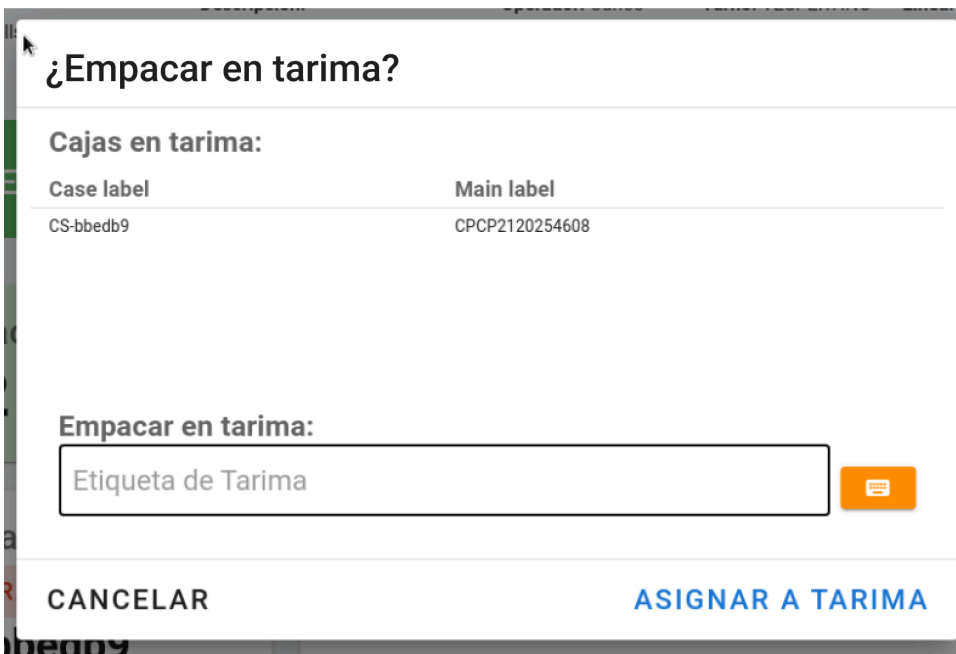 ¿Empacar en tarima?
Cajas en tarima:
Case label Main label
CS-bbedb9 CPCP2120254608
Empacar en tarima:
Etiqueta de Tarima
CANCELAR ASIGNAR A TARIMA
bbedb9